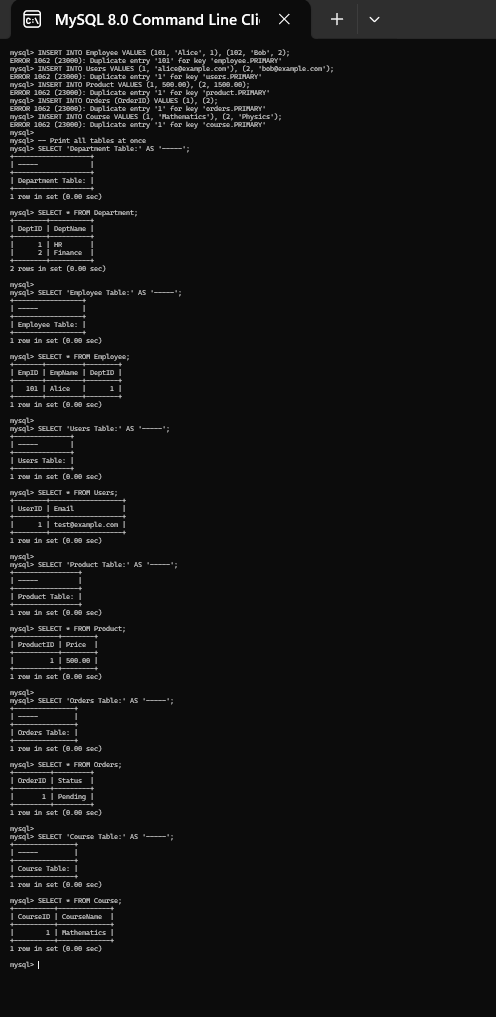 MySQL 8.0 Command Line Cli
mysql> INSERT INTO Employee VALUES (101, 'Alice', 1), (102, 'Bob', 2);
ERROR 1062 (23000): Duplicate entry '101' for key 'employee.PRIMARY'
mysql> INSERT INTO Users VALUES (1, 'alice@example.com'), (2, 'bob@example.com');
ERROR 1062 (23000): Duplicate entry '1' for key 'users.PRIMARY'
mysql> INSERT INTO Product VALUES (1, 500.00), (2, 1500.00);
ERROR 1062 (23000): Duplicate entry '1' for key 'product.PRIMARY'
mysql> INSERT INTO Orders (OrderID) VALUES (1), (2);
ERROR 1062 (23000): Duplicate entry '1' for key 'orders.PRIMARY'
mysql> INSERT INTO Course VALUES (1, 'Mathematics'), (2, 'Physics');
ERROR 1062 (23000): Duplicate entry '1' for key 'course.PRIMARY'
mysql>
mysql> -- Print all tables at once
mysql> SELECT 'Department Table:' AS '-----';
+-------------------+
| -----             |
+-------------------+
| Department Table: |
+-------------------+
1 row in set (0.00 sec)
mysql> SELECT * FROM Department;
+--------+----------+
| DeptID | DeptName |
+--------+----------+
|      1 | HR       |
|      2 | Finance  |
+--------+----------+
2 rows in set (0.00 sec)
mysql>
mysql> SELECT 'Employee Table:' AS '-----';
+-----------------+
| -----           |
+-----------------+
| Employee Table: |
+-----------------+
1 row in set (0.00 sec)
mysql> SELECT * FROM Employee;
+-------+---------+--------+
| EmpID | EmpName | DeptID |
+-------+---------+--------+
|   101 | Alice   |      1 |
+-------+---------+--------+
1 row in set (0.00 sec)
mysql>
mysql> SELECT 'Users Table:' AS '-----';
+--------------+
| -----        |
+--------------+
| Users Table: |
+--------------+
1 row in set (0.00 sec)
mysql> SELECT * FROM Users;
+--------+------------------+
| UserID | Email            |
+--------+------------------+
|      1 | test@example.com |
+--------+------------------+
1 row in set (0.00 sec)
mysql>
mysql> SELECT 'Product Table:' AS '-----';
+----------------+
| -----          |
+----------------+
| Product Table: |
+----------------+
1 row in set (0.00 sec)
mysql> SELECT * FROM Product;
+-----------+--------+
| ProductID | Price  |
+-----------+--------+
|         1 | 500.00 |
+-----------+--------+
1 row in set (0.00 sec)
mysql>
mysql> SELECT 'Orders Table:' AS '-----';
+---------------+
| -----         |
+---------------+
| Orders Table: |
+---------------+
1 row in set (0.00 sec)
mysql> SELECT * FROM Orders;
+---------+---------+
| OrderID | Status  |
+---------+---------+
|       1 | Pending |
+---------+---------+
1 row in set (0.00 sec)
mysql>
mysql> SELECT 'Course Table:' AS '-----';
+---------------+
| -----         |
+---------------+
| Course Table: |
+---------------+
1 row in set (0.00 sec)
mysql> SELECT * FROM Course;
+----------+-------------+
| CourseID | CourseName  |
+----------+-------------+
|        1 | Mathematics |
+----------+-------------+
1 row in set (0.00 sec)
mysql>